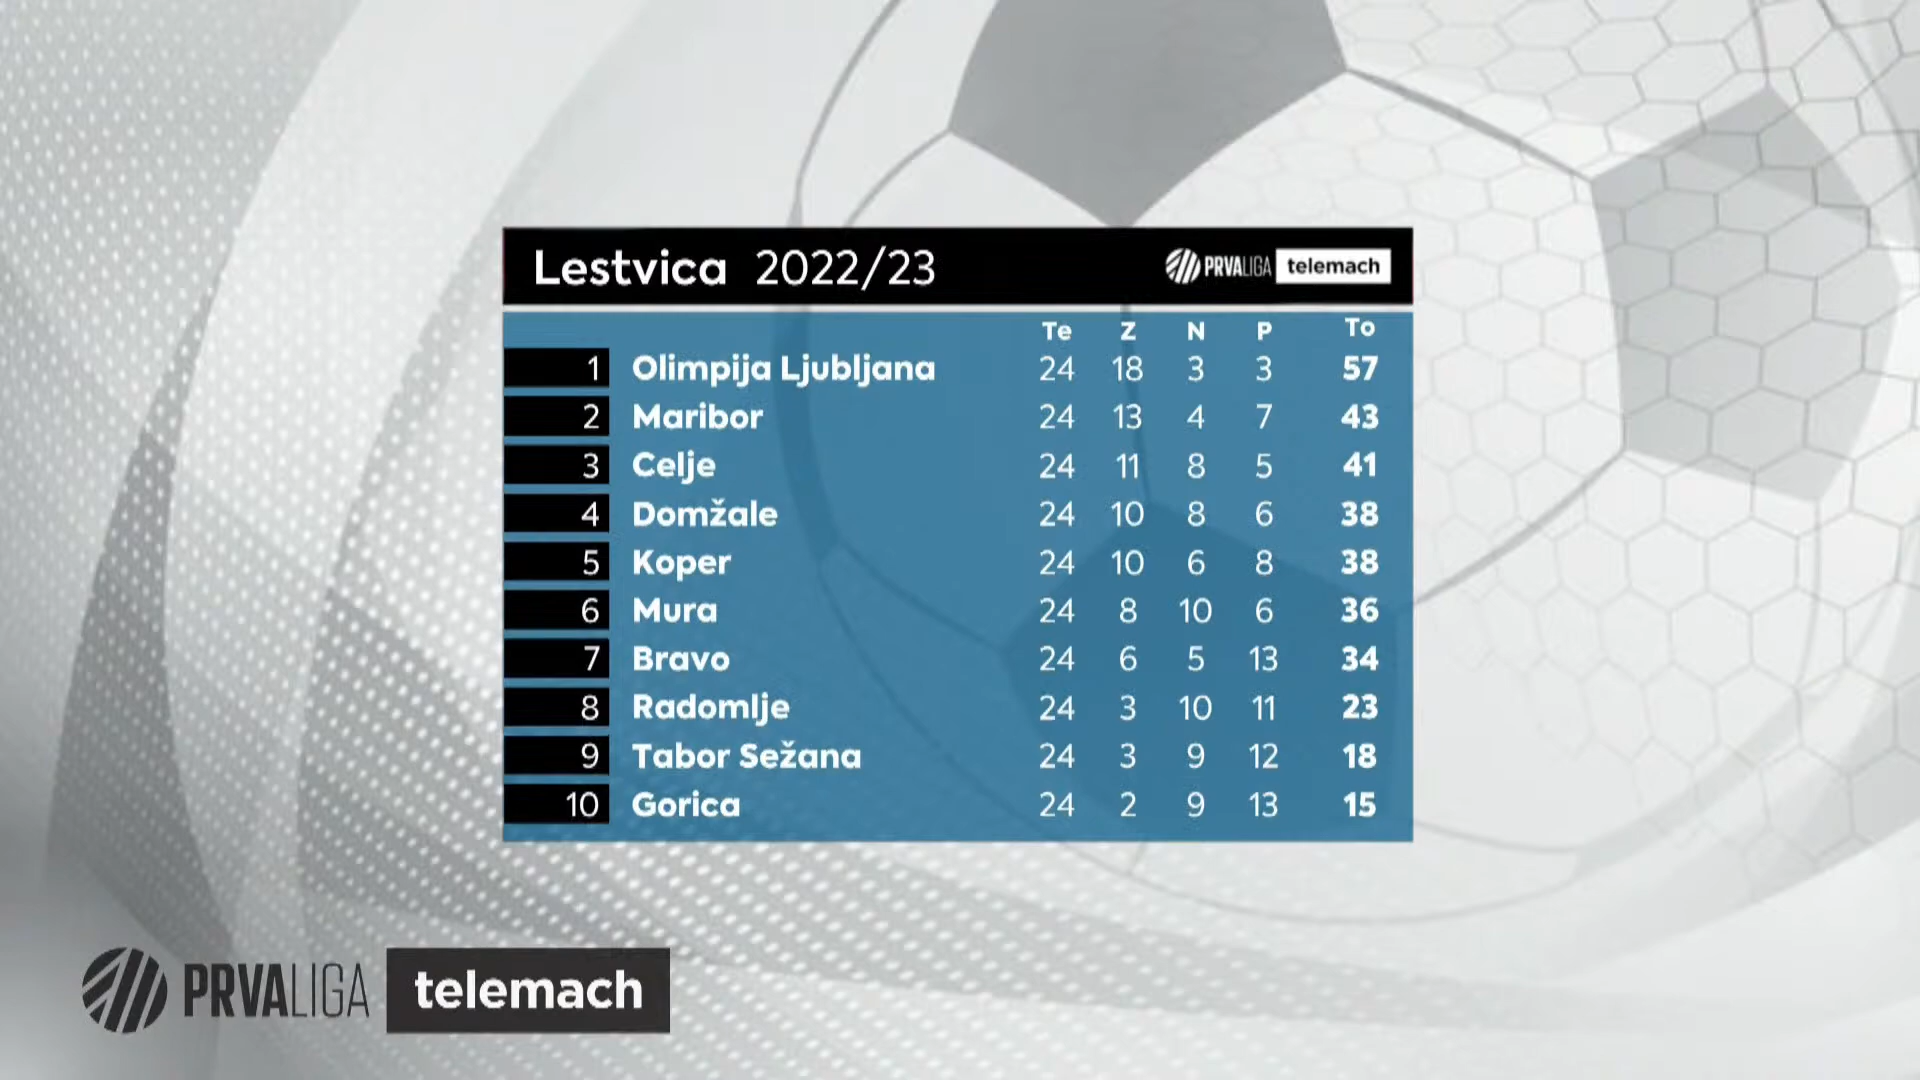 Lestvica 2022/23 PRVALIGA telemach
Te Z N P To
1 Olimpija Ljubljana 24 18 3 3 57
2 Maribor 24 13 4 7 43
3 Celje 24 11 8 5 41
4 Domžale 24 10 8 6 38
5 Koper 24 10 6 8 38
6 Mura 24 8 10 6 36
7 Bravo 24 6 5 13 34
8 Radomlje 24 3 10 11 23
9 Tabor Sežana 24 3 9 12 18
10 Gorica 24 2 9 13 15
PRVALIGA telemach